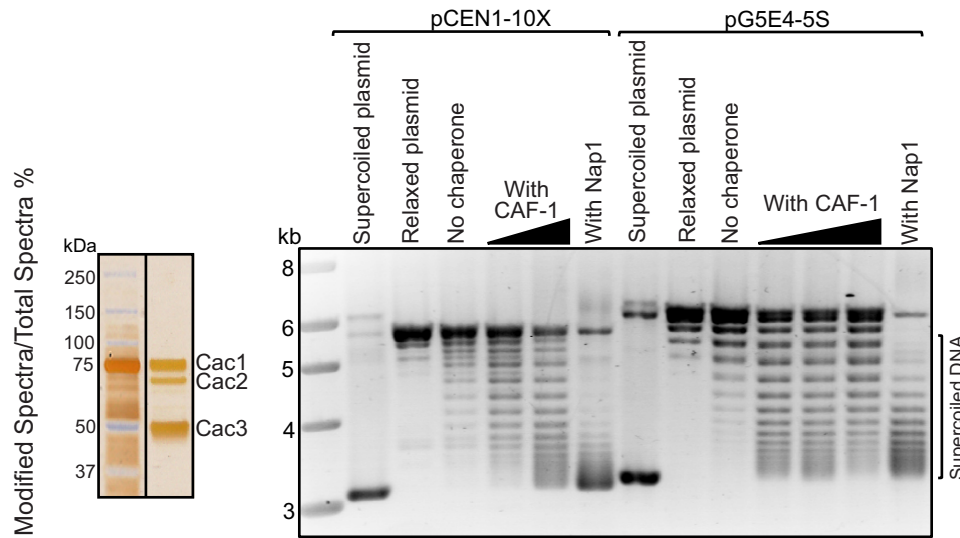 Modified Spectra/Total Spectra %
kDa
250
150
100
75
50
37
Cac1
Cac2
Cac3
pCEN1-10X
pG5E4-5S
Supercoiled plasmid
Relaxed plasmid
No chaperone
With
CAF-1
With Nap1
Supercoiled plasmid
Relaxed plasmid
No chaperone
With CAF-1
With Nap1
kb
8
6
5
4
3
Supercoiled DNA